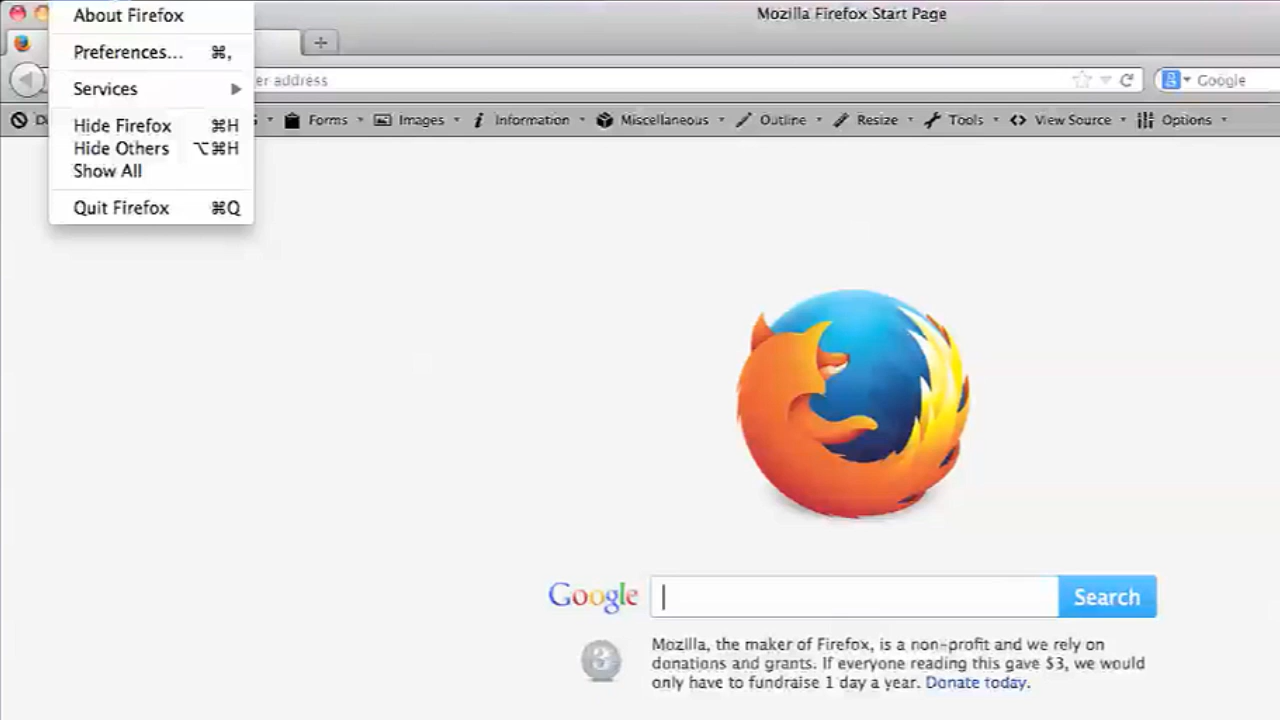 About Firefox
Mozilla Firefox Start Page
Preferences... ⌘,
+
er address
Google
Services
Forms Images Information Miscellaneous Outline Resize Tools View Source Options
Hide Firefox ⌘H
Hide Others ⌥⌘H
Show All
Quit Firefox ⌘Q
Google
Search
Mozilla, the maker of Firefox, is a non-profit and we rely on
donations and grants. If everyone reading this gave $3, we would
only have to fundraise 1 day a year. Donate today.